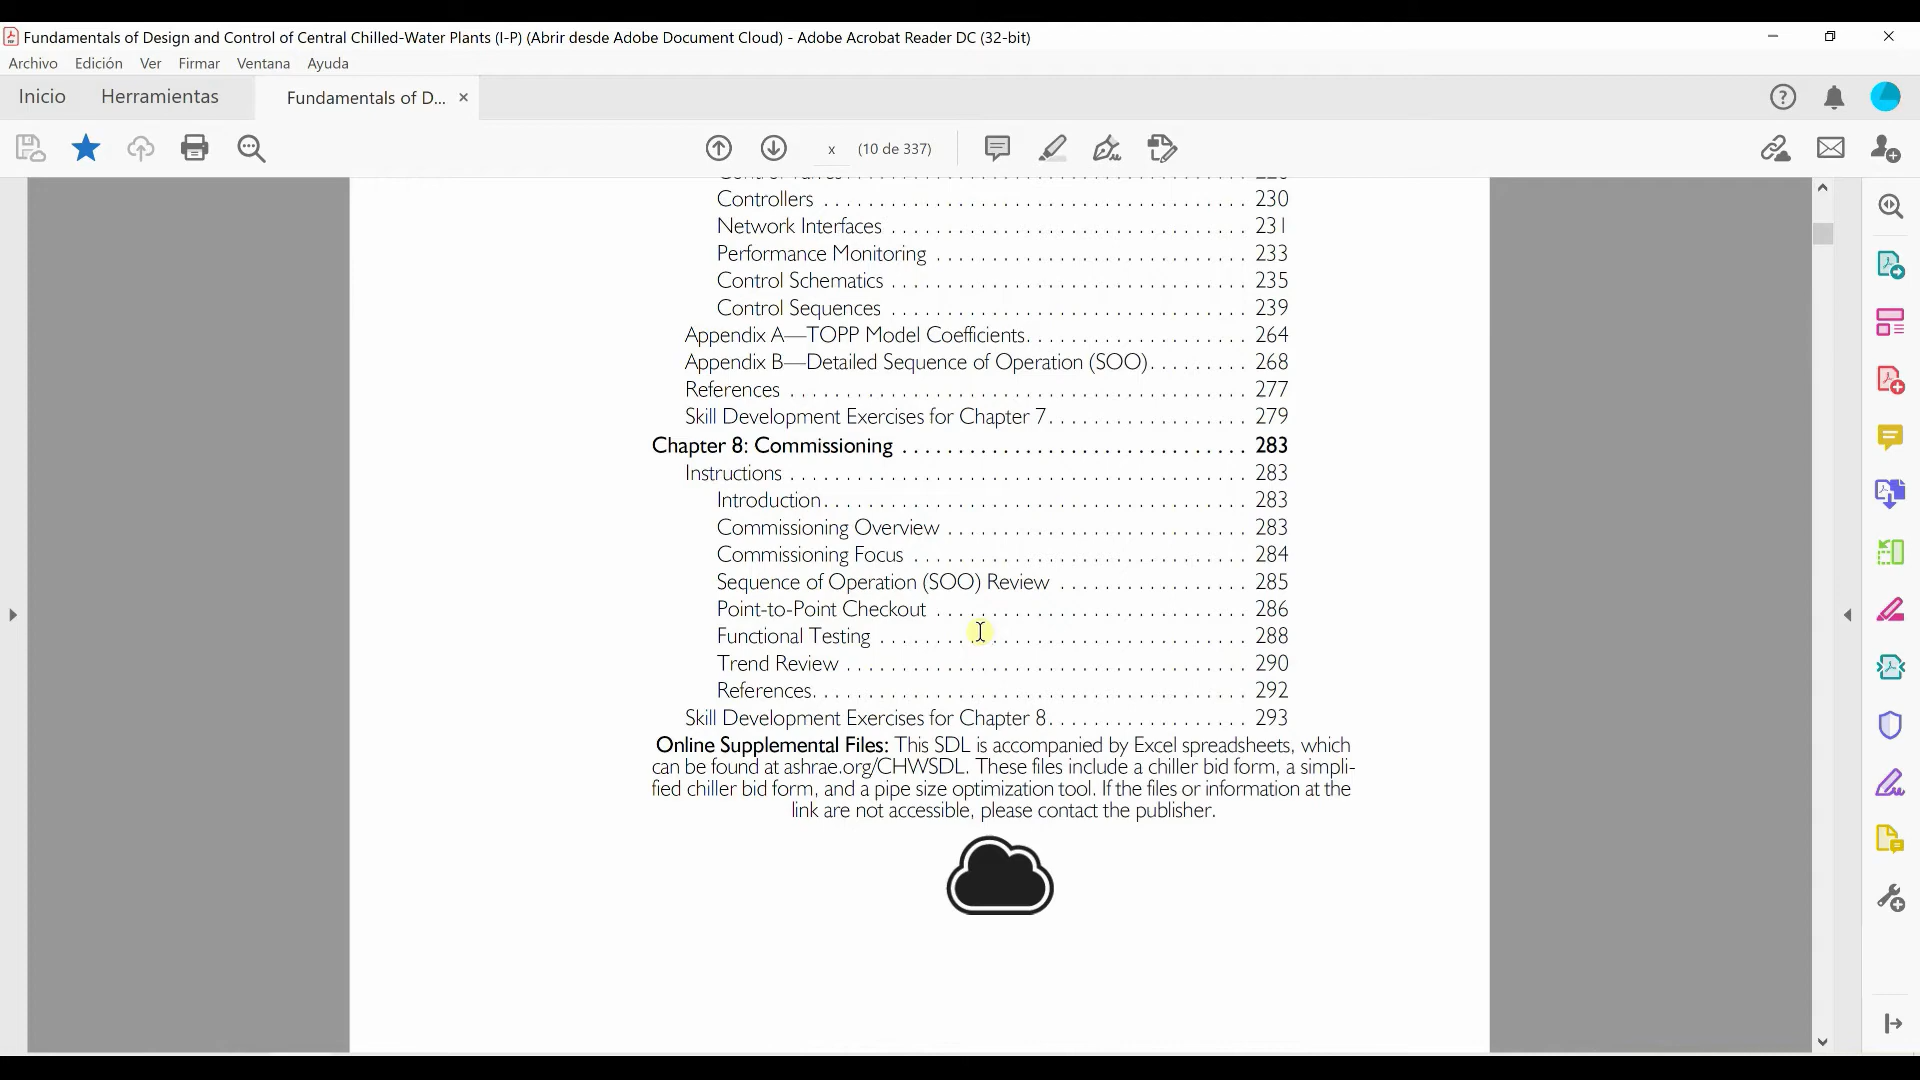 Fundamentals of Design and Control of Central Chilled-Water Plants (I-P) (Abrir desde Adobe Document Cloud) - Adobe Acrobat Reader DC (32-bit)
Archivo Edición Ver Firmar Ventana Ayuda
Inicio Herramientas Fundamentals of D... ×
x (10 de 337)
Controllers . . . . . . . . . . . . . . . . . . . . . . . . . . . . . . . . . . . . . . 230
Network Interfaces . . . . . . . . . . . . . . . . . . . . . . . . . . . . . . . . 231
Performance Monitoring . . . . . . . . . . . . . . . . . . . . . . . . . . . . 233
Control Schematics . . . . . . . . . . . . . . . . . . . . . . . . . . . . . . . . 235
Control Sequences . . . . . . . . . . . . . . . . . . . . . . . . . . . . . . . . 239
Appendix A—TOPP Model Coefficients. . . . . . . . . . . . . . . . . . . . 264
Appendix B—Detailed Sequence of Operation (SOO). . . . . . . . . 268
References . . . . . . . . . . . . . . . . . . . . . . . . . . . . . . . . . . . . . . . . . 277
Skill Development Exercises for Chapter 7. . . . . . . . . . . . . . . . . . 279
Chapter 8: Commissioning . . . . . . . . . . . . . . . . . . . . . . . . . . . . . . . 283
Instructions . . . . . . . . . . . . . . . . . . . . . . . . . . . . . . . . . . . . . . . . . 283
Introduction. . . . . . . . . . . . . . . . . . . . . . . . . . . . . . . . . . . . . . 283
Commissioning Overview . . . . . . . . . . . . . . . . . . . . . . . . . . . 283
Commissioning Focus . . . . . . . . . . . . . . . . . . . . . . . . . . . . . . 284
Sequence of Operation (SOO) Review . . . . . . . . . . . . . . . . . 285
Point-to-Point Checkout . . . . . . . . . . . . . . . . . . . . . . . . . . . . 286
Functional Testing . . . . . . . . . . . . . . . . . . . . . . . . . . . . . . . . . 288
Trend Review . . . . . . . . . . . . . . . . . . . . . . . . . . . . . . . . . . . . 290
References. . . . . . . . . . . . . . . . . . . . . . . . . . . . . . . . . . . . . . . 292
Skill Development Exercises for Chapter 8. . . . . . . . . . . . . . . . . . 293
Online Supplemental Files: This SDL is accompanied by Excel spreadsheets, which
can be found at ashrae.org/CHWSDL. These files include a chiller bid form, a simpli-
fied chiller bid form, and a pipe size optimization tool. If the files or information at the
link are not accessible, please contact the publisher.